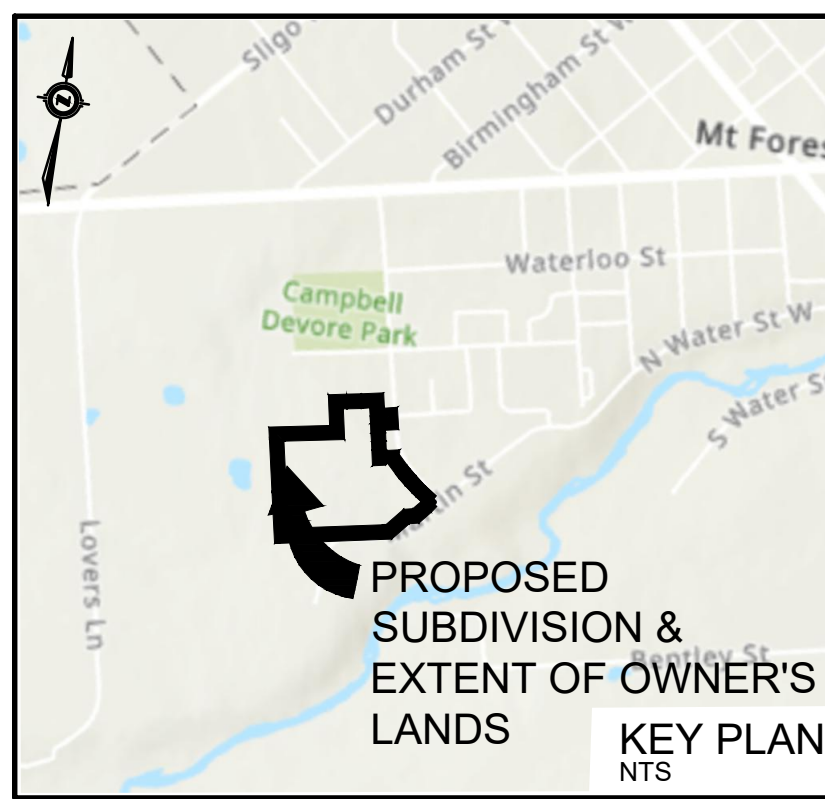 Sligo
Durham St
Birmingham St W
Mt Fores
Waterloo St
Campbell
Devore Park
N Water St W
S Water S
Martin St
Lovers Ln
PROPOSED
SUBDIVISION &
Bentley St
EXTENT OF OWNER'S
LANDS
KEY PLAN
NTS
N